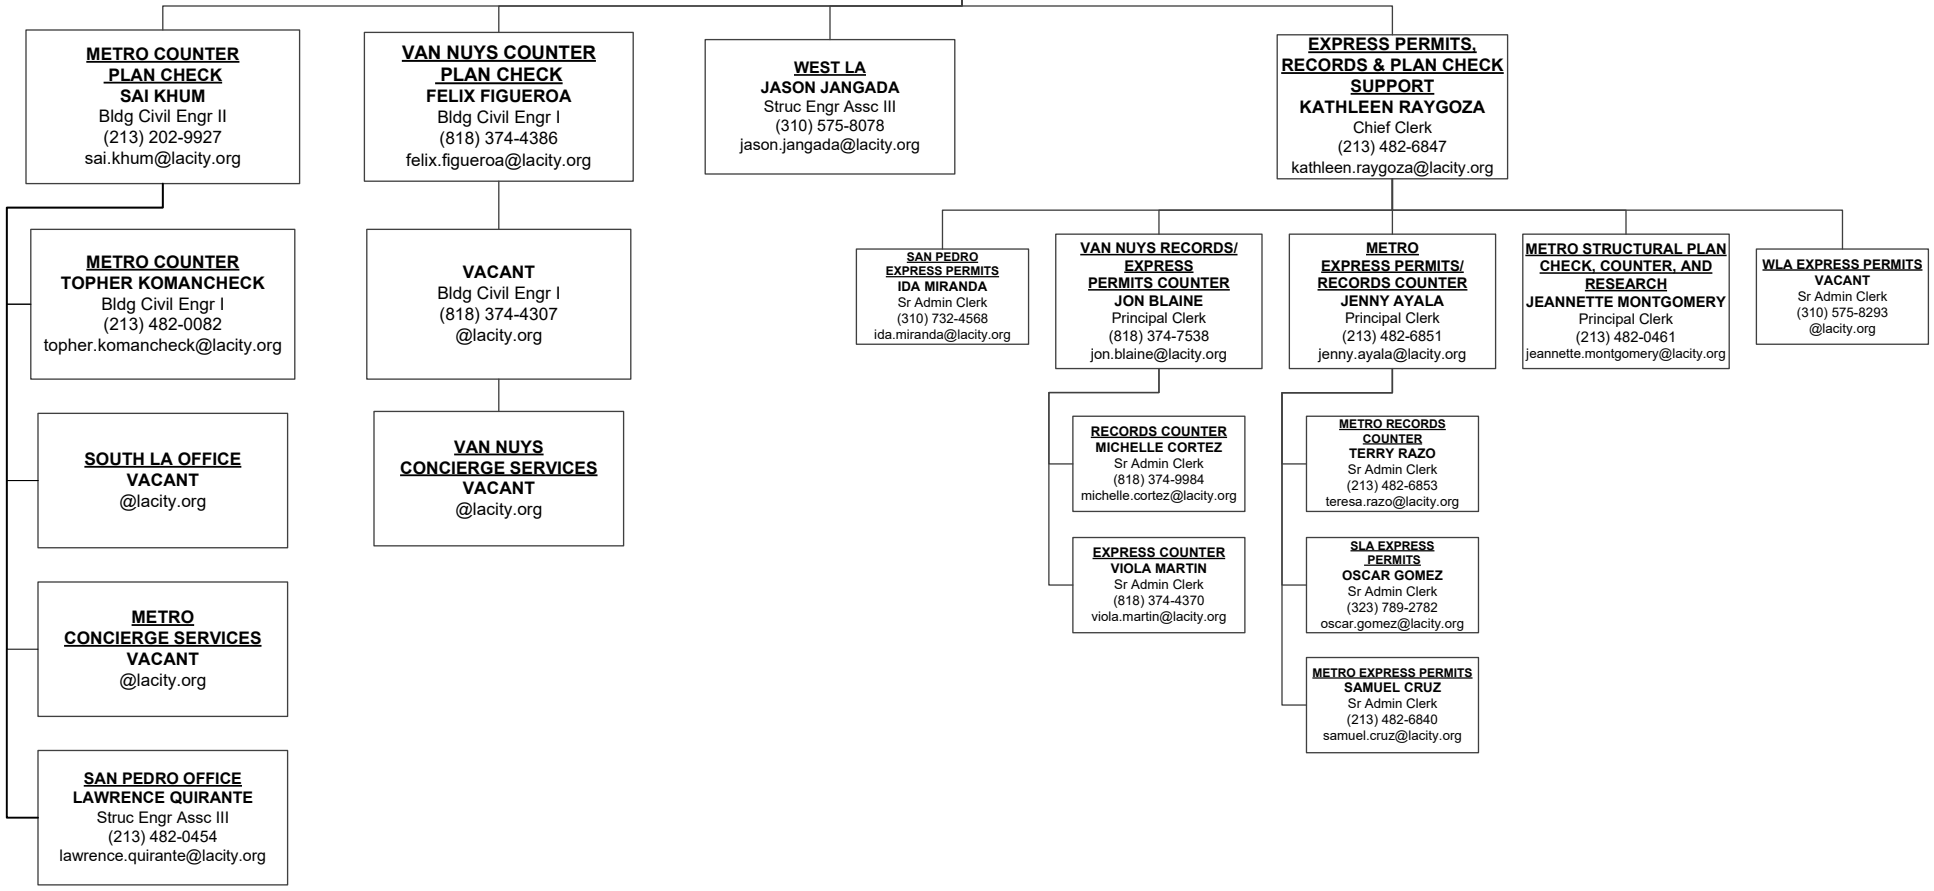 METRO COUNTER
PLAN CHECK
SAI KHUM
Bldg Civil Engr II
(213) 202-9927
sai.khum@lacity.org
VAN NUYS COUNTER
PLAN CHECK
FELIX FIGUEROA
Bldg Civil Engr I
(818) 374-4386
felix.figueroa@lacity.org
WEST LA
JASON JANGADA
Struc Engr Assc III
(310) 575-8078
jason.jangada@lacity.org
EXPRESS PERMITS,
RECORDS & PLAN CHECK
SUPPORT
KATHLEEN RAYGOZA
Chief Clerk
(213) 482-6847
kathleen.raygoza@lacity.org
METRO COUNTER
TOPHER KOMANCHECK
Bldg Civil Engr I
(213) 482-0082
topher.komancheck@lacity.org
VACANT
Bldg Civil Engr I
(818) 374-4307
@lacity.org
SAN PEDRO
EXPRESS PERMITS
IDA MIRANDA
Sr Admin Clerk
(310) 732-4568
ida.miranda@lacity.org
VAN NUYS RECORDS/
EXPRESS
PERMITS COUNTER
JON BLAINE
Principal Clerk
(818) 374-7538
jon.blaine@lacity.org
METRO
EXPRESS PERMITS/
RECORDS COUNTER
JENNY AYALA
Principal Clerk
(213) 482-6851
jenny.ayala@lacity.org
METRO STRUCTURAL PLAN
CHECK, COUNTER, AND
RESEARCH
JEANNETTE MONTGOMERY
Principal Clerk
(213) 482-0461
jeannette.montgomery@lacity.org
WLA EXPRESS PERMITS
VACANT
Sr Admin Clerk
(310) 575-8293
@lacity.org
SOUTH LA OFFICE
VACANT
@lacity.org
VAN NUYS
CONCIERGE SERVICES
VACANT
@lacity.org
RECORDS COUNTER
MICHELLE CORTEZ
Sr Admin Clerk
(818) 374-9984
michelle.cortez@lacity.org
METRO RECORDS
COUNTER
TERRY RAZO
Sr Admin Clerk
(213) 482-6853
teresa.razo@lacity.org
EXPRESS COUNTER
VIOLA MARTIN
Sr Admin Clerk
(818) 374-4370
viola.martin@lacity.org
SLA EXPRESS
PERMITS
OSCAR GOMEZ
Sr Admin Clerk
(323) 789-2782
oscar.gomez@lacity.org
METRO
CONCIERGE SERVICES
VACANT
@lacity.org
METRO EXPRESS PERMITS
SAMUEL CRUZ
Sr Admin Clerk
(213) 482-6840
samuel.cruz@lacity.org
SAN PEDRO OFFICE
LAWRENCE QUIRANTE
Struc Engr Assc III
(213) 482-0454
lawrence.quirante@lacity.org